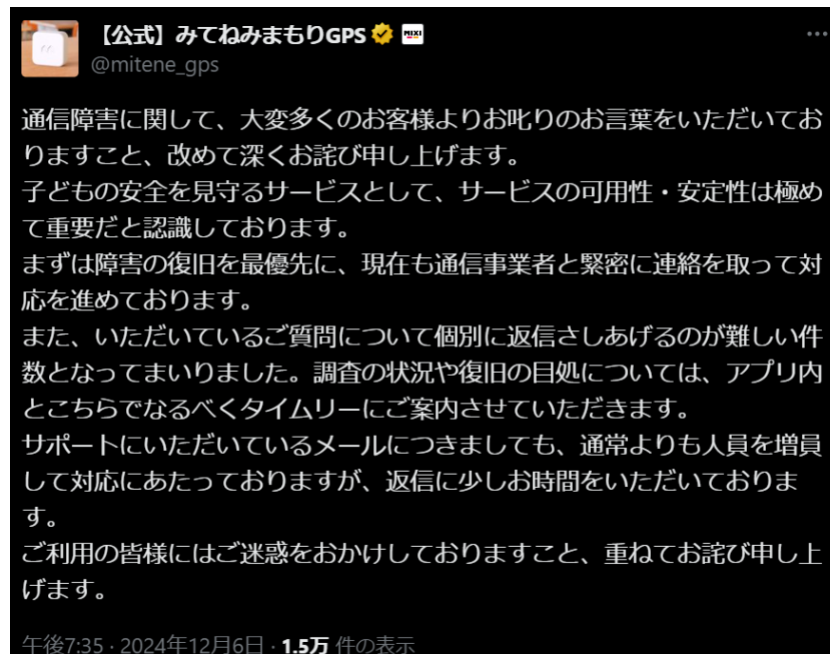 【公式】みてねみまもりGPS MIXI
@mitene_gps
通信障害に関して、大変多くのお客様よりお叱りのお言葉をいただいてお
りますこと、改めて深くお詫び申し上げます。
子どもの安全を見守るサービスとして、サービスの可用性・安定性は極め
て重要だと認識しております。
まずは障害の復旧を最優先に、現在も通信事業者と緊密に連絡を取って対
応を進めております。
また、いただいているご質問について個別に返信さしあげるのが難しい件
数となってまいりました。調査の状況や復旧の目処については、アプリ内
とこちらでなるべくタイムリーにご案内させていただきます。
サポートにいただいているメールにつきましても、通常よりも人員を増員
して対応にあたっておりますが、返信に少しお時間をいただいておりま
す。
ご利用の皆様にはご迷惑をおかけしておりますこと、重ねてお詫び申し上
げます。
午後7:35 · 2024年12月6日 · 1.5万 件の表示